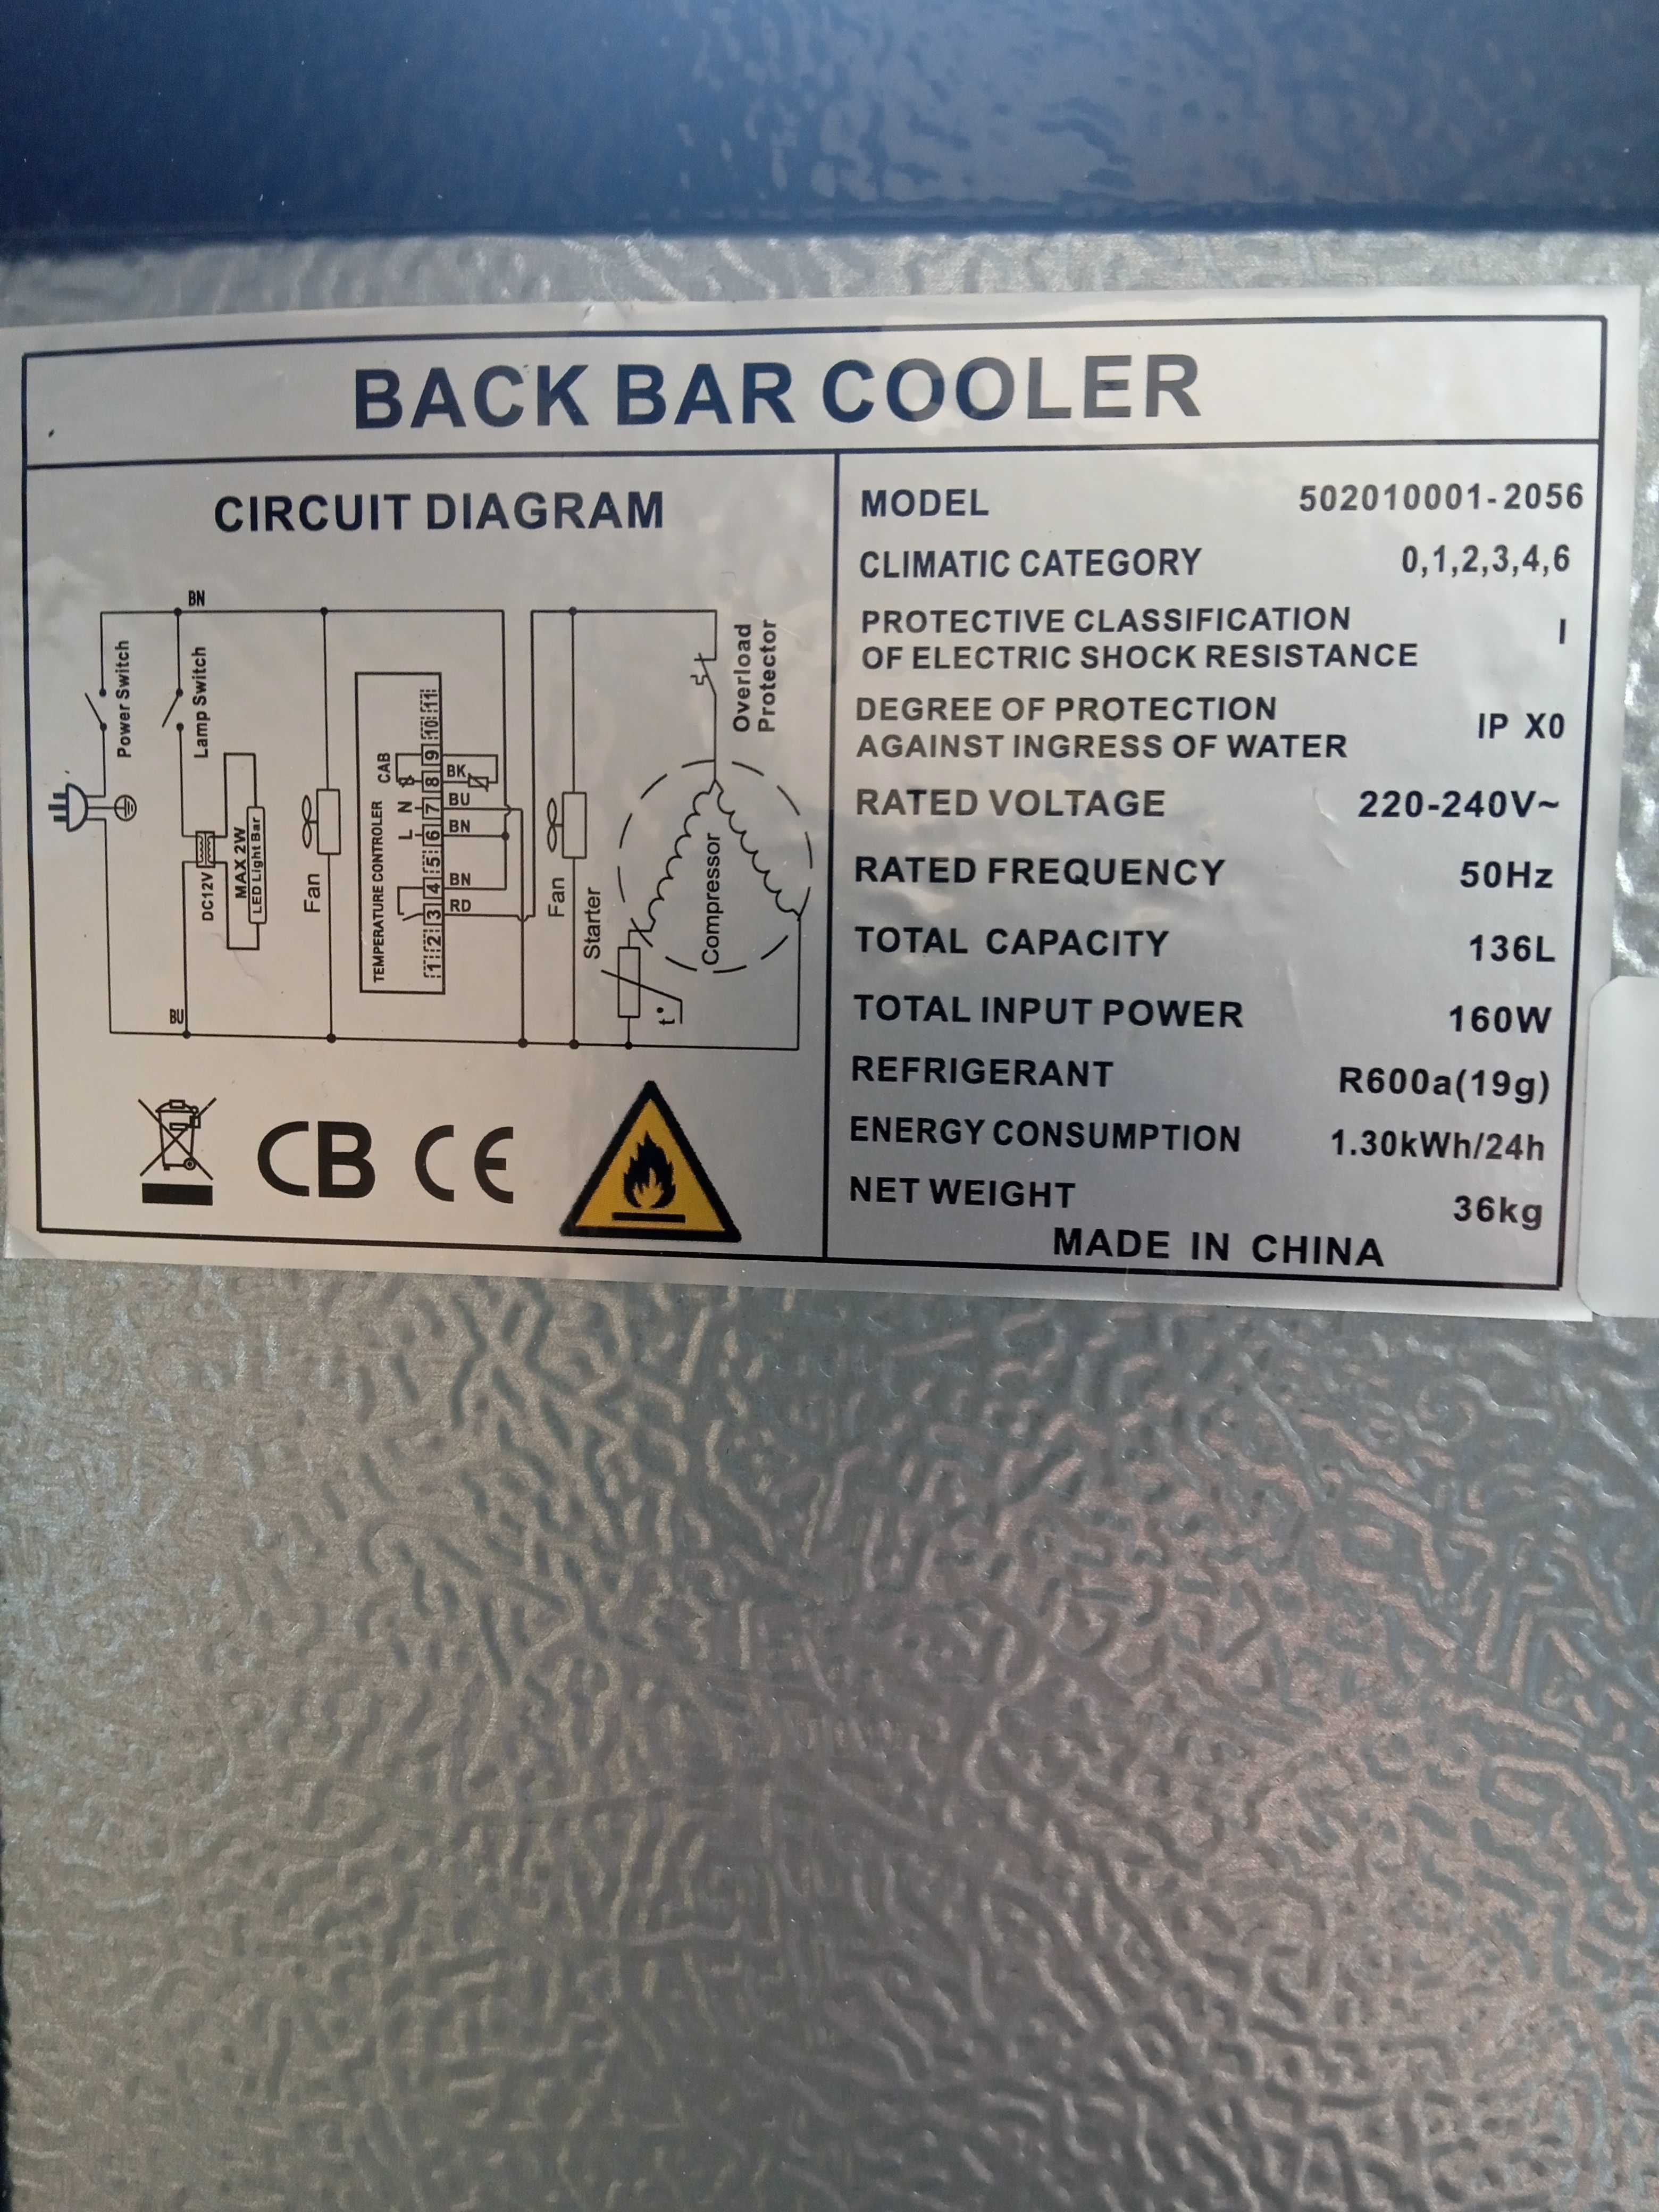 BACK BAR COOLER
CIRCUIT DIAGRAM
BN
Power Switch
Lamp Switch
DC12V
MAX 2W
LED Light Bar
Fan
TEMPERATURE CONTROLER
CAB
L N
1 2 3 4 5 6 7 8 9 10 11
BK
BU
BN
BN
RD
Fan
Starter
Compressor
Overload
Protector
t°
BU
CB CE
MODEL 502010001-2056
CLIMATIC CATEGORY 0,1,2,3,4,6
PROTECTIVE CLASSIFICATION
OF ELECTRIC SHOCK RESISTANCE I
DEGREE OF PROTECTION
AGAINST INGRESS OF WATER IP X0
RATED VOLTAGE 220-240V~
RATED FREQUENCY 50Hz
TOTAL CAPACITY 136L
TOTAL INPUT POWER 160W
REFRIGERANT R600a(19g)
ENERGY CONSUMPTION 1.30kWh/24h
NET WEIGHT 36kg
MADE IN CHINA